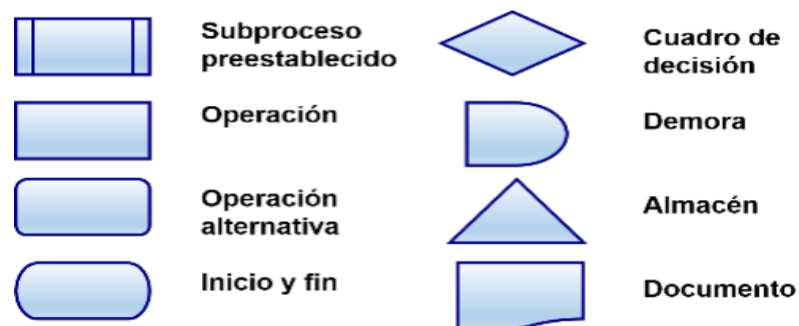 Subproceso
preestablecido
Operación
Operación
alternativa
Inicio y fin
Cuadro de
decisión
Demora
Almacén
Documento